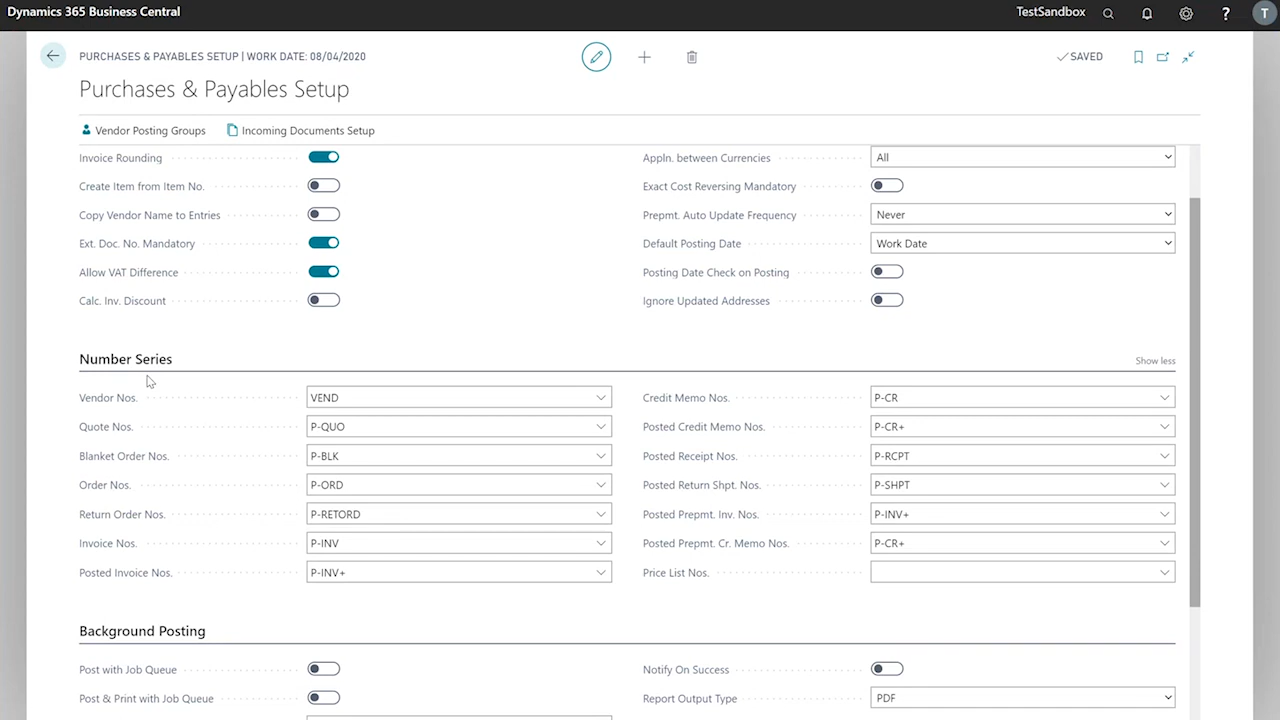 Dynamics 365 Business Central
TestSandbox
?
T
PURCHASES & PAYABLES SETUP | WORK DATE: 08/04/2020
SAVED
Purchases & Payables Setup
Vendor Posting Groups
Incoming Documents Setup
Invoice Rounding
Appln. between Currencies
All
Create Item from Item No.
Exact Cost Reversing Mandatory
Copy Vendor Name to Entries
Prepmt. Auto Update Frequency
Never
Ext. Doc. No. Mandatory
Default Posting Date
Work Date
Allow VAT Difference
Posting Date Check on Posting
Calc. Inv. Discount
Ignore Updated Addresses
Number Series
Show less
Vendor Nos.
VEND
Credit Memo Nos.
P-CR
Quote Nos.
P-QUO
Posted Credit Memo Nos.
P-CR+
Blanket Order Nos.
P-BLK
Posted Receipt Nos.
P-RCPT
Order Nos.
P-ORD
Posted Return Shpt. Nos.
P-SHPT
Return Order Nos.
P-RETORD
Posted Prepmt. Inv. Nos.
P-INV+
Invoice Nos.
P-INV
Posted Prepmt. Cr. Memo Nos.
P-CR+
Posted Invoice Nos.
P-INV+
Price List Nos.
Background Posting
Post with Job Queue
Notify On Success
Post & Print with Job Queue
Report Output Type
PDF